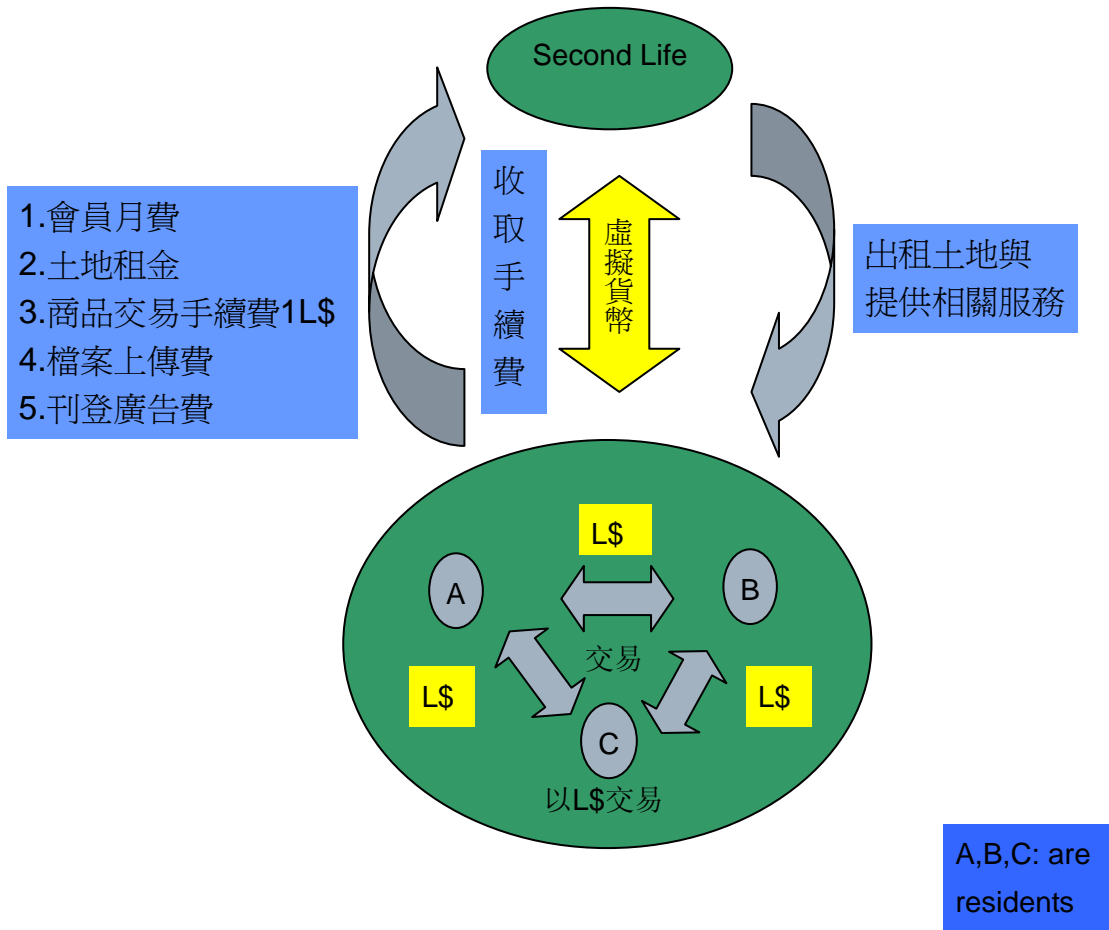 Second Life
1.會員月費
2.土地租金
3.商品交易手續費1L$
4.檔案上傳費
5.刊登廣告費
收取手續費
虛擬貨幣
出租土地與
提供相關服務
L$
A
B
交易
L$
L$
C
以L$交易
A,B,C: are
residents